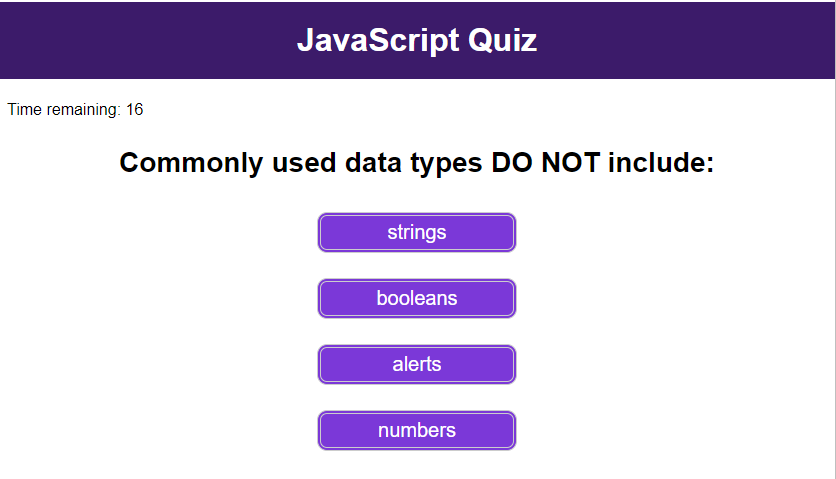 JavaScript Quiz
Time remaining: 16
Commonly used data types DO NOT include:
strings
booleans
alerts
numbers